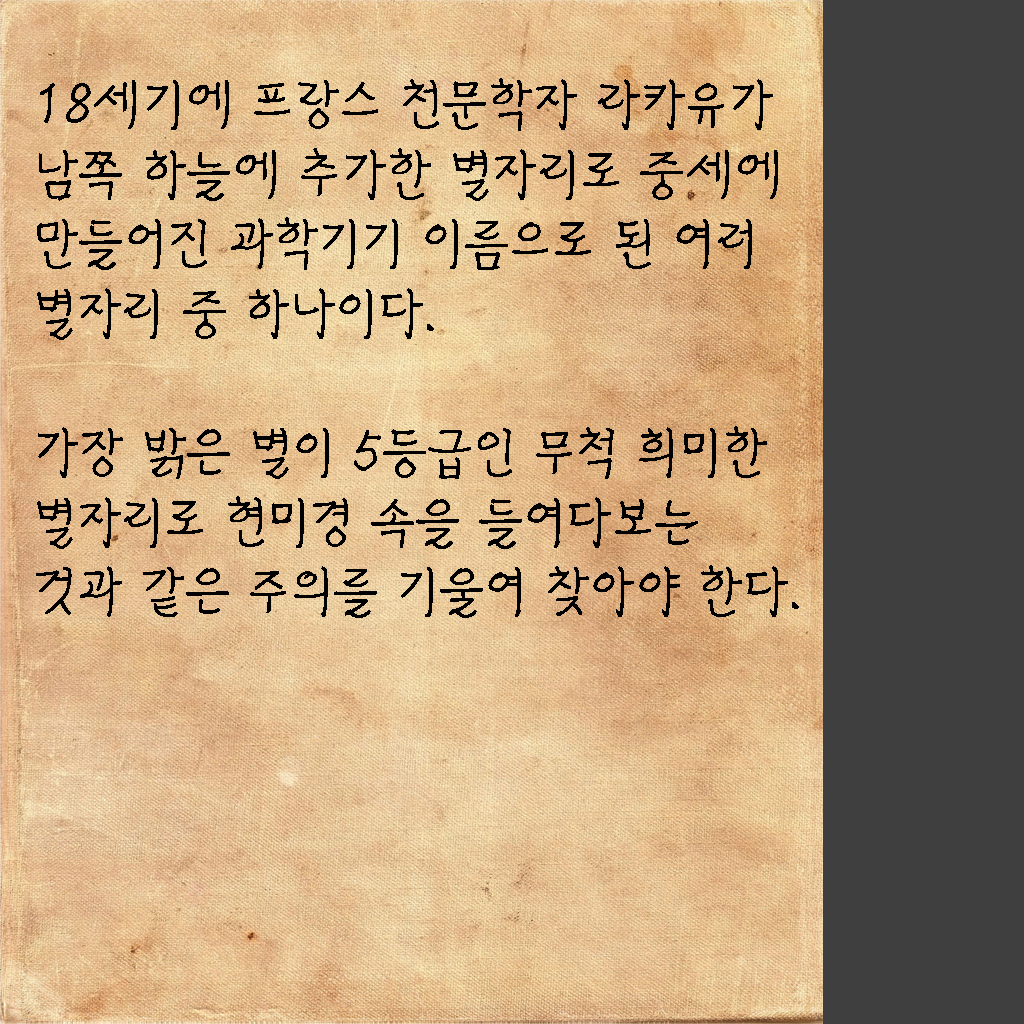 18세기에 프랑스 천문학자 라카유가
남쪽 하늘에 추가한 별자리로 중세에
만들어진 과학기기 이름으로 된 여러
별자리 중 하나이다.
가장 밝은 별이 5등급인 무척 희미한
별자리로 현미경 속을 들여다보는
것과 같은 주의를 기울여 찾아야 한다.